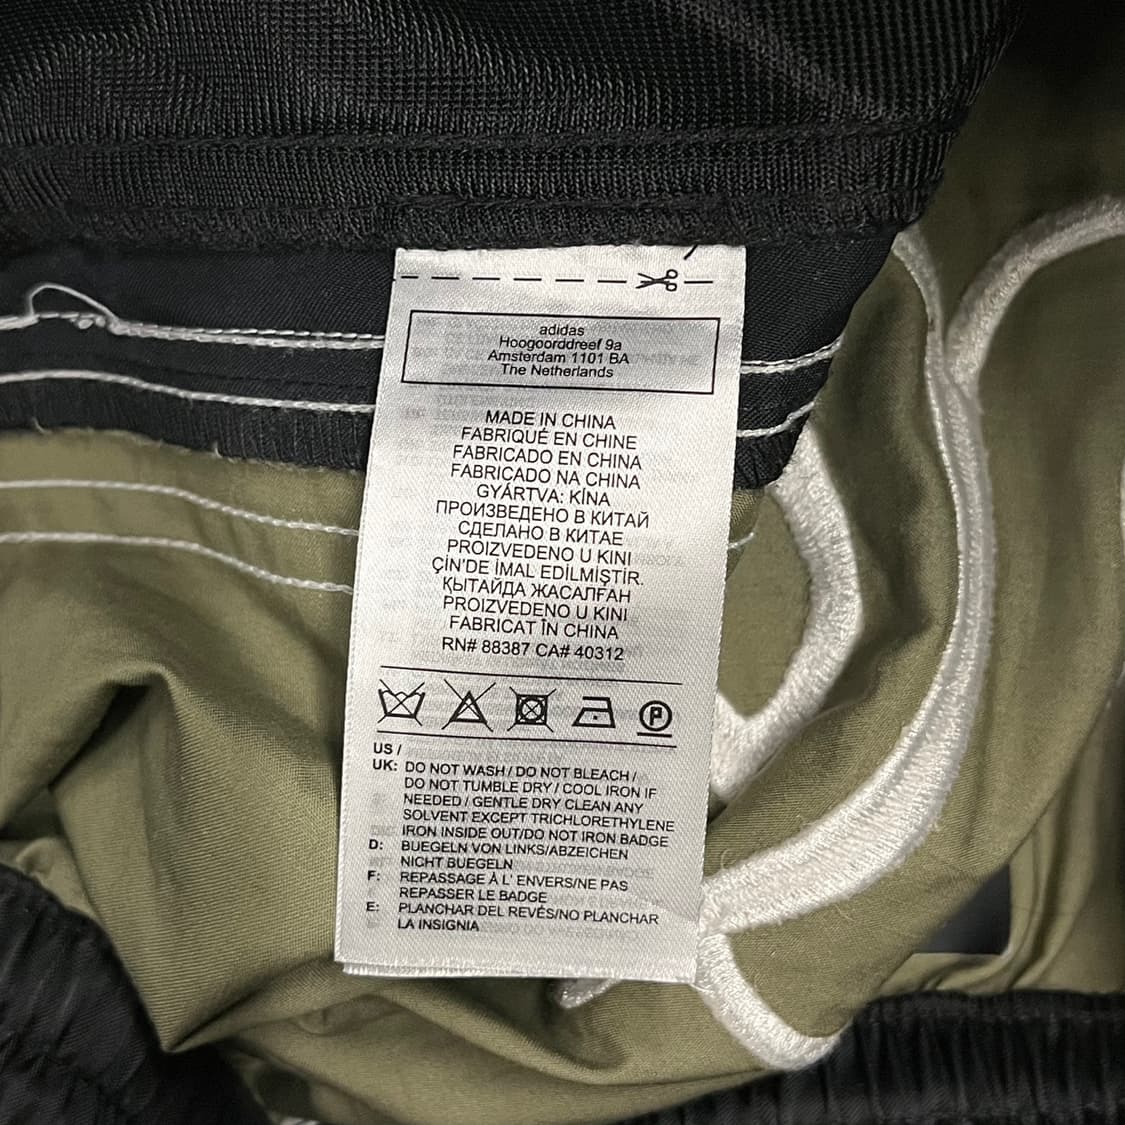 adidas
Hoogoorddreef 9a
Amsterdam 1101 BA
The Netherlands
MADE IN CHINA
FABRIQUÉ EN CHINE
FABRICADO EN CHINA
FABRICADO NA CHINA
GYÁRTVA: KÍNA
ПРОИЗВЕДЕНО В КИТАЙ
СДЕЛАНО В КИТАЕ
PROIZVEDENO U KINI
ÇİN'DE İMAL EDİLMİŞTİR.
ҚЫТАЙДА ЖАСАЛҒАН
PROIZVEDENO U KINI
FABRICAT ÎN CHINA
RN# 88387 CA# 40312
P
US /
UK: DO NOT WASH / DO NOT BLEACH /
DO NOT TUMBLE DRY / COOL IRON IF
NEEDED / GENTLE DRY CLEAN ANY
SOLVENT EXCEPT TRICHLORETHYLENE
IRON INSIDE OUT/DO NOT IRON BADGE
D: BUEGELN VON LINKS/ABZEICHEN
NICHT BUEGELN
F: REPASSAGE À L' ENVERS/NE PAS
REPASSER LE BADGE
E: PLANCHAR DEL REVÉS/NO PLANCHAR
LA INSIGNIA